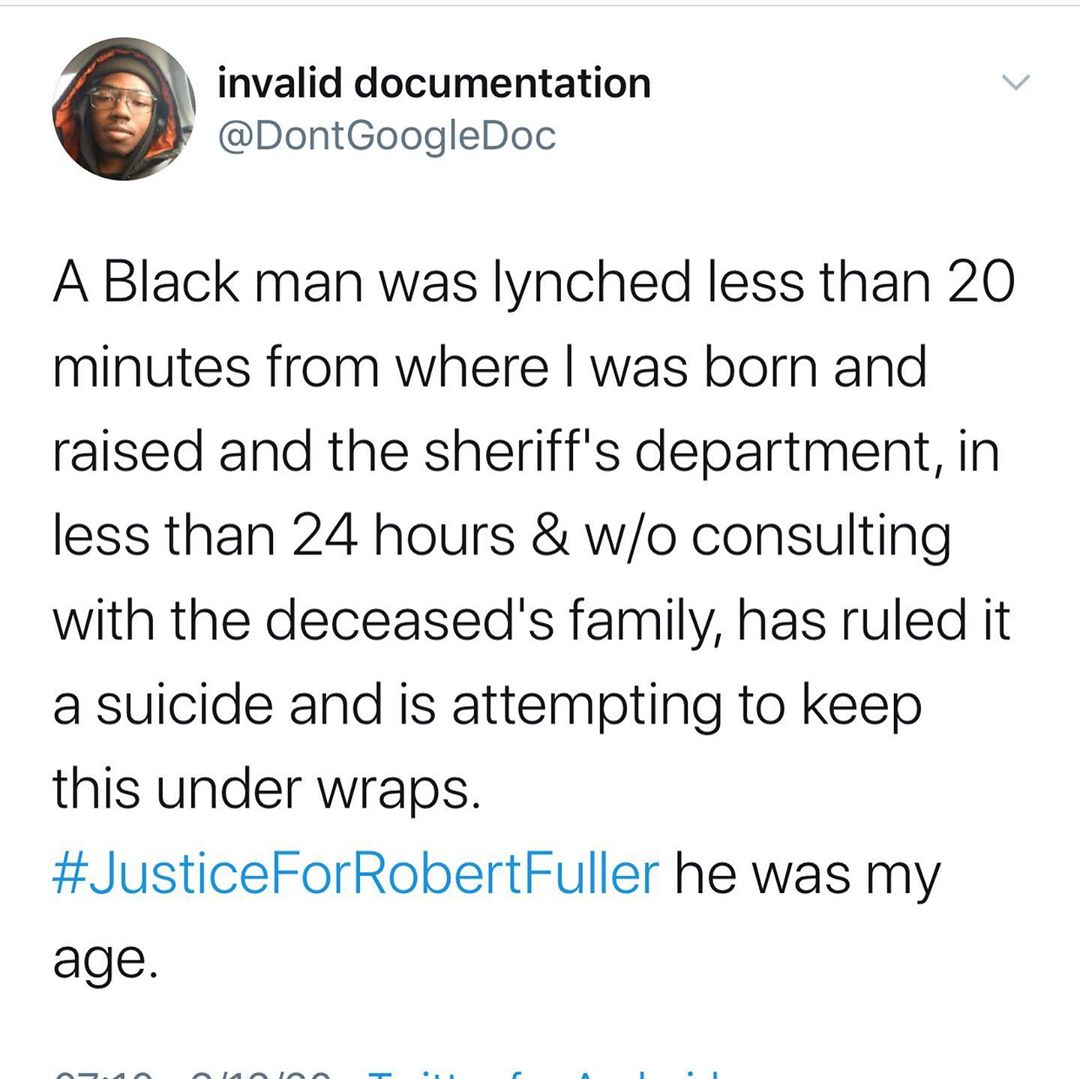 invalid documentation
@DontGoogleDoc
A Black man was lynched less than 20
minutes from where I was born and
raised and the sheriff's department, in
less than 24 hours & w/o consulting
with the deceased's family, has ruled it
a suicide and is attempting to keep
this under wraps.
#JusticeForRobertFuller he was my
age.